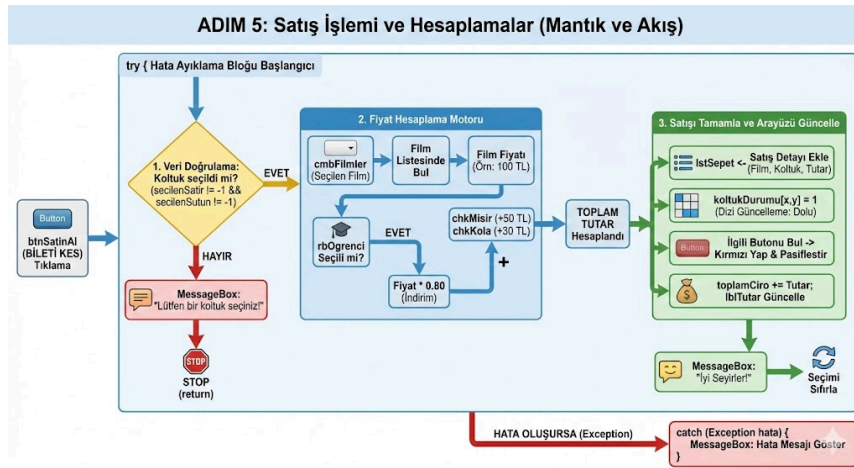 ADIM 5: Satış İşlemi ve Hesaplamalar (Mantık ve Akış)
try { Hata Ayıklama Bloğu Başlangıcı
Button
btnSatinAl
(BİLETİ KES)
Tıklama
1. Veri Doğrulama:
Koltuk seçildi mi?
(secilenSatir != -1 &&
secilenSutun != -1)
EVET
HAYIR
MessageBox:
"Lütfen bir koltuk seçiniz!"
STOP
STOP
(return)
2. Fiyat Hesaplama Motoru
cmbFilmler
(Seçilen Film)
Film
Listesinde
Bul
Film Fiyatı
(Örn: 100 TL)
rbOgrenci
Seçili mi?
EVET
Fiyat * 0.80
(İndirim)
+
chkMisir (+50 TL)
chkKola (+30 TL)
TOPLAM
TUTAR
Hesaplandı
3. Satışı Tamamla ve Arayüzü Güncelle
lstSepet <- Satış Detayı Ekle
(Film, Koltuk, Tutar)
koltukDurumu[x,y] = 1
(Dizi Güncelleme: Dolu)
Button
İlgili Butonu Bul ->
Kırmızı Yap & Pasiflestir
$
toplamCiro += Tutar;
lblTutar Güncelle
MessageBox:
"İyi Seyirler!"
Seçimi
Sıfırla
HATA OLUŞURSA (Exception)
catch (Exception hata) {
MessageBox: Hata Mesajı Göster
}